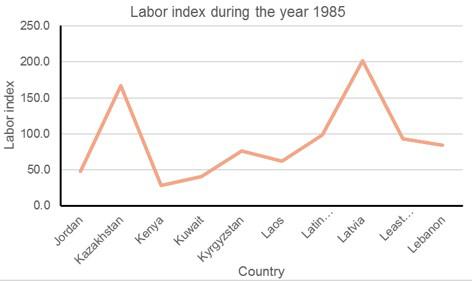 Labor index during the year 1985
Labor index
250.0
200.0
150.0
100.0
50.0
0.0
Jordan
Kazakhstan
Kenya
Kuwait
Kyrgyzstan
Laos
Latin...
Latvia
Least...
Lebanon
Country